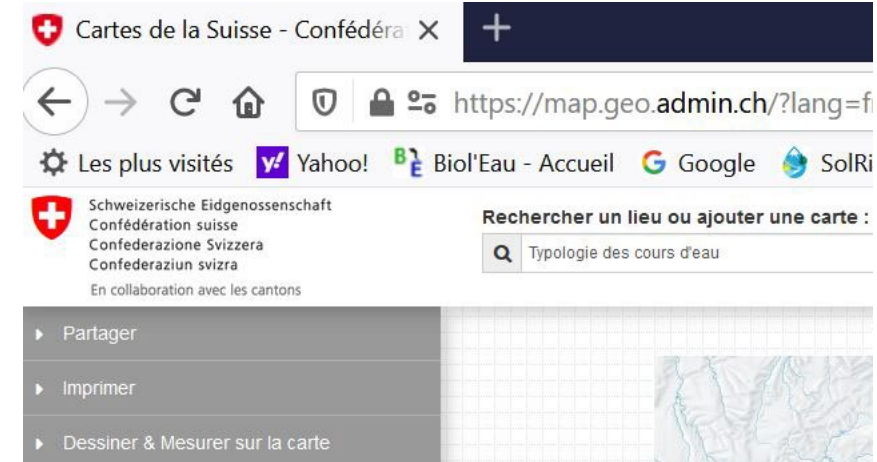 Cartes de la Suisse - Confédéra
https://map.geo.admin.ch/?lang=f
Les plus visités Yahoo! Biol'Eau - Accueil Google SolRi
Schweizerische Eidgenossenschaft
Confédération suisse
Confederazione Svizzera
Confederaziun svizra
En collaboration avec les cantons
Rechercher un lieu ou ajouter une carte :
Typologie des cours d'eau
Partager
Imprimer
Dessiner & Mesurer sur la carte